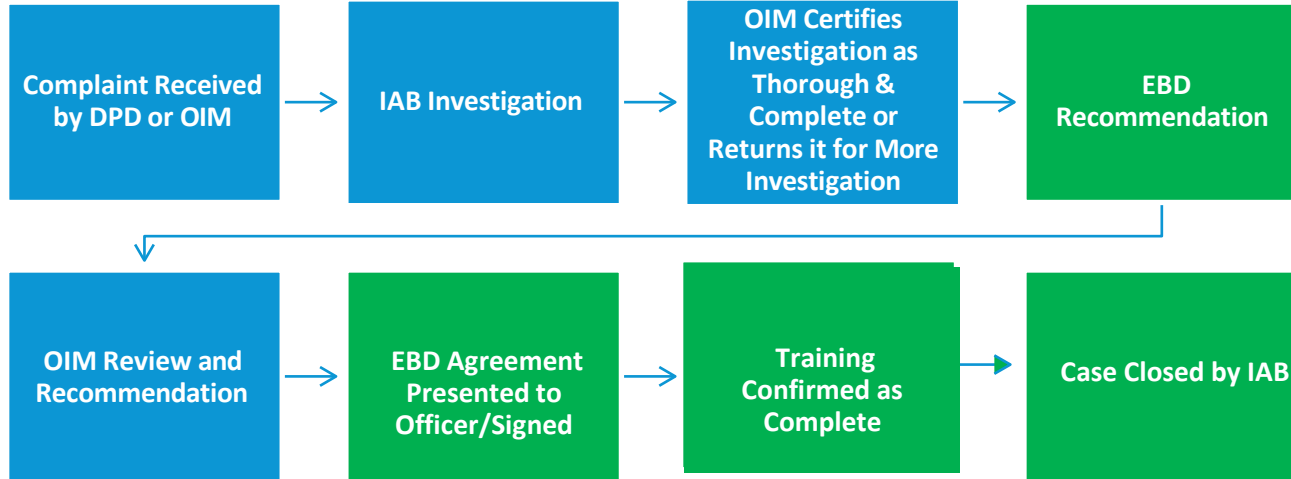 Complaint Received
by DPD or OIM
IAB Investigation
OIM Certifies
Investigation as
Thorough &
Complete or
Returns it for More
Investigation
EBD
Recommendation
OIM Review and
Recommendation
EBD Agreement
Presented to
Officer/Signed
Training
Confirmed as
Complete
Case Closed by IAB